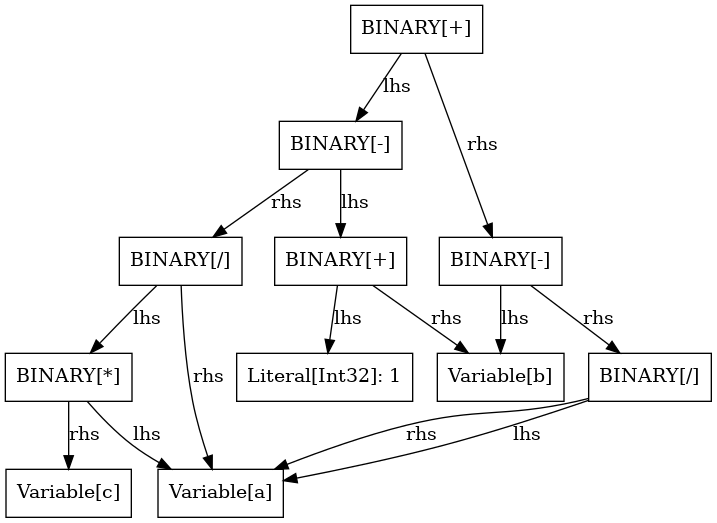 BINARY[+]
lhs
BINARY[-]
rhs
rhs
lhs
BINARY[/]
BINARY[+]
BINARY[-]
lhs
lhs
rhs
lhs
rhs
BINARY[*]
rhs
Literal[Int32]: 1
Variable[b]
BINARY[/]
rhs
lhs
rhs
lhs
Variable[c]
Variable[a]